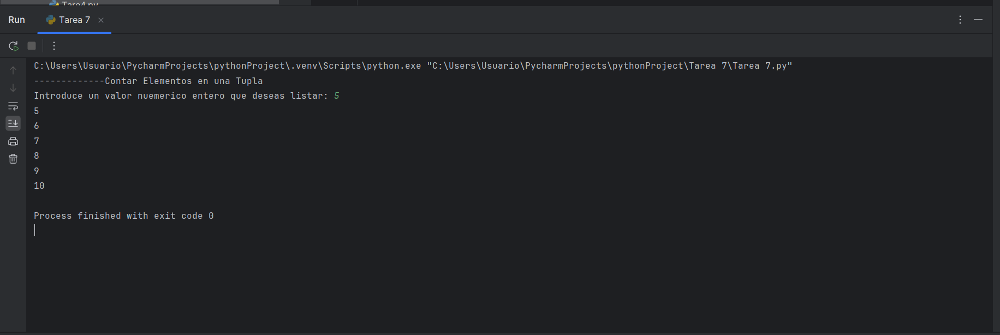 Tare4.py
Run
Tarea 7
C:\Users\Usuario\PycharmProjects\pythonProject\.venv\Scripts\python.exe "C:\Users\Usuario\PycharmProjects\pythonProject\Tarea 7\Tarea 7.py"
-------------Contar Elementos en una Tupla
Introduce un valor nuemerico entero que deseas listar: 5
5
6
7
8
9
10
Process finished with exit code 0